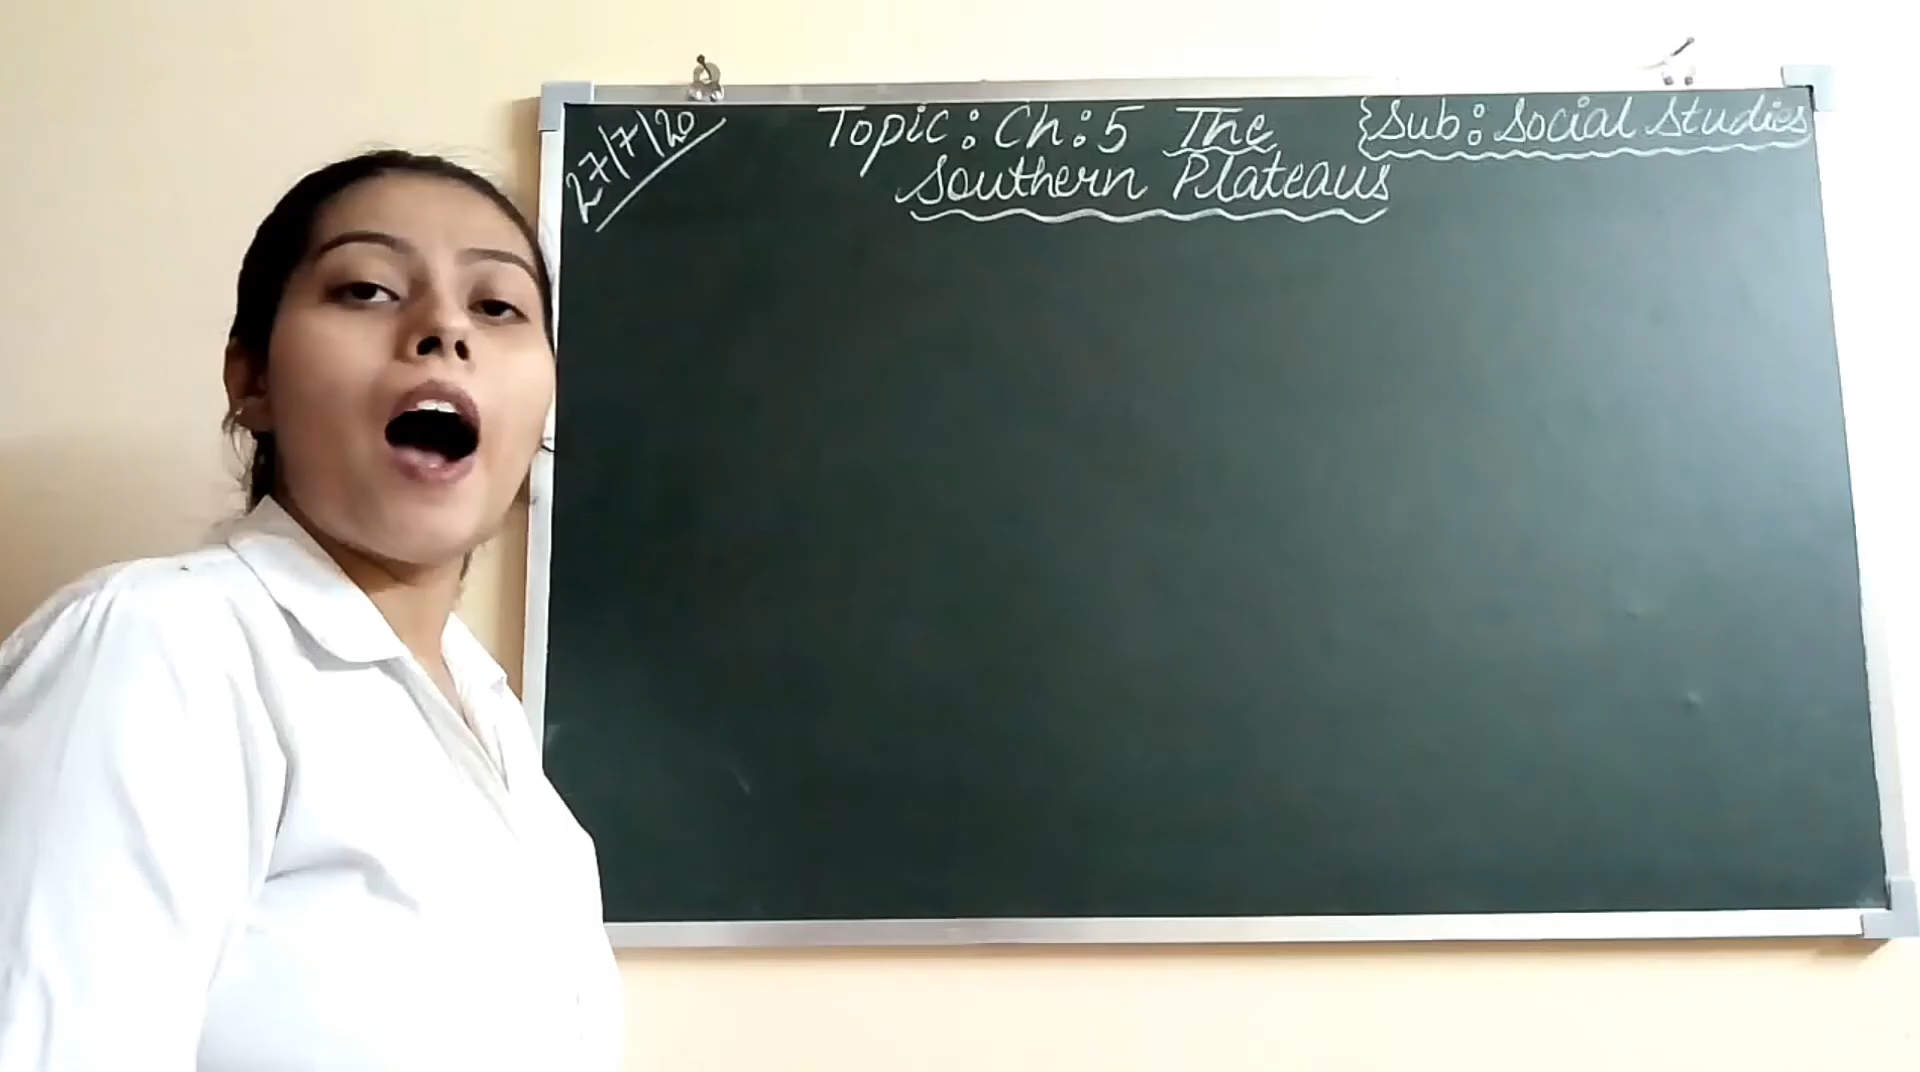 27/7/20
Topic: Ch:5 The
Southern Plateaus
{Sub: Social Studies